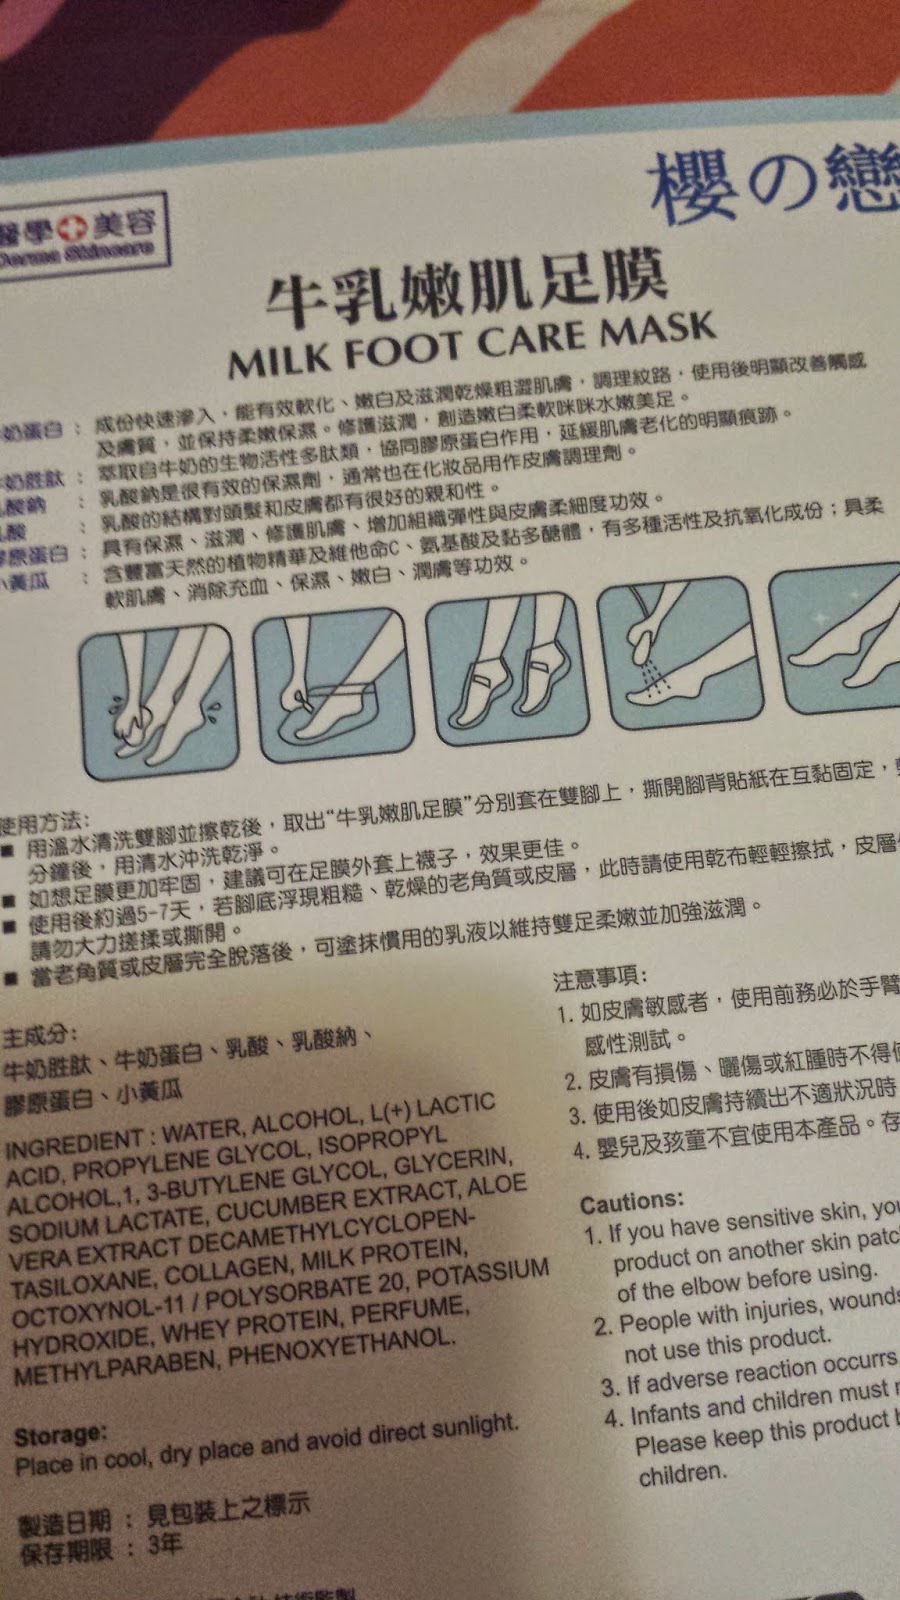 櫻の戀
醫學 美容
Derma Skincare
牛乳嫩肌足膜
MILK FOOT CARE MASK
奶蛋白：成份快速滲入，能有效軟化、嫩白及滋潤乾燥粗澀肌膚，調理紋路，使用後明顯改善觸感
及膚質，並保持柔嫩保濕。修護滋潤，創造嫩白柔軟咪咪水嫩美足。
奶胜肽：萃取自牛奶的生物活性多肽類，協同膠原蛋白作用，延緩肌膚老化的明顯痕跡。
酸鈉：乳酸鈉是很有效的保濕劑，通常也在化妝品用作皮膚調理劑。
酸：乳酸的結構對頭髮和皮膚都有很好的親和性。
膠原蛋白：具有保濕、滋潤、修護肌膚、增加組織彈性與皮膚柔細度功效。
小黃瓜：含豐富天然的植物精華及維他命C、氨基酸及黏多醣體，有多種活性及抗氧化成份；具柔
軟肌膚、消除充血、保濕、嫩白、潤膚等功效。
使用方法:
■ 用溫水清洗雙腳並擦乾後，取出“牛乳嫩肌足膜”分別套在雙腳上，撕開腳背貼紙在互黏固定，
分鐘後，用清水沖洗乾淨。
■ 如想足膜更加牢固，建議可在足膜外套上襪子，效果更佳。
■ 使用後約過5-7天，若腳底浮現粗糙、乾燥的老角質或皮層，此時請使用乾布輕輕擦拭，皮層
請勿大力搓揉或撕開。
■ 當老角質或皮層完全脫落後，可塗抹慣用的乳液以維持雙足柔嫩並加強滋潤。
主成分:
牛奶胜肽、牛奶蛋白、乳酸、乳酸納、
膠原蛋白、小黃瓜
INGREDIENT : WATER, ALCOHOL, L(+) LACTIC
ACID, PROPYLENE GLYCOL, ISOPROPYL
ALCOHOL,1, 3-BUTYLENE GLYCOL, GLYCERIN,
SODIUM LACTATE, CUCUMBER EXTRACT, ALOE
VERA EXTRACT DECAMETHYLCYCLOPEN-
TASILOXANE, COLLAGEN, MILK PROTEIN,
OCTOXYNOL-11 / POLYSORBATE 20, POTASSIUM
HYDROXIDE, WHEY PROTEIN, PERFUME,
METHYLPARABEN, PHENOXYETHANOL.
Storage:
Place in cool, dry place and avoid direct sunlight.
製造日期 : 見包裝上之標示
保存期限 : 3年
注意事項:
1. 如皮膚敏感者，使用前務必於手臂
感性測試。
2. 皮膚有損傷、曬傷或紅腫時不得使
3. 使用後如皮膚持續出不適狀況時
4. 嬰兒及孩童不宜使用本產品。存
Cautions:
1. If you have sensitive skin, you
product on another skin patc
of the elbow before using.
2. People with injuries, wounds
not use this product.
3. If adverse reaction occurrs
4. Infants and children must
Please keep this product
children.